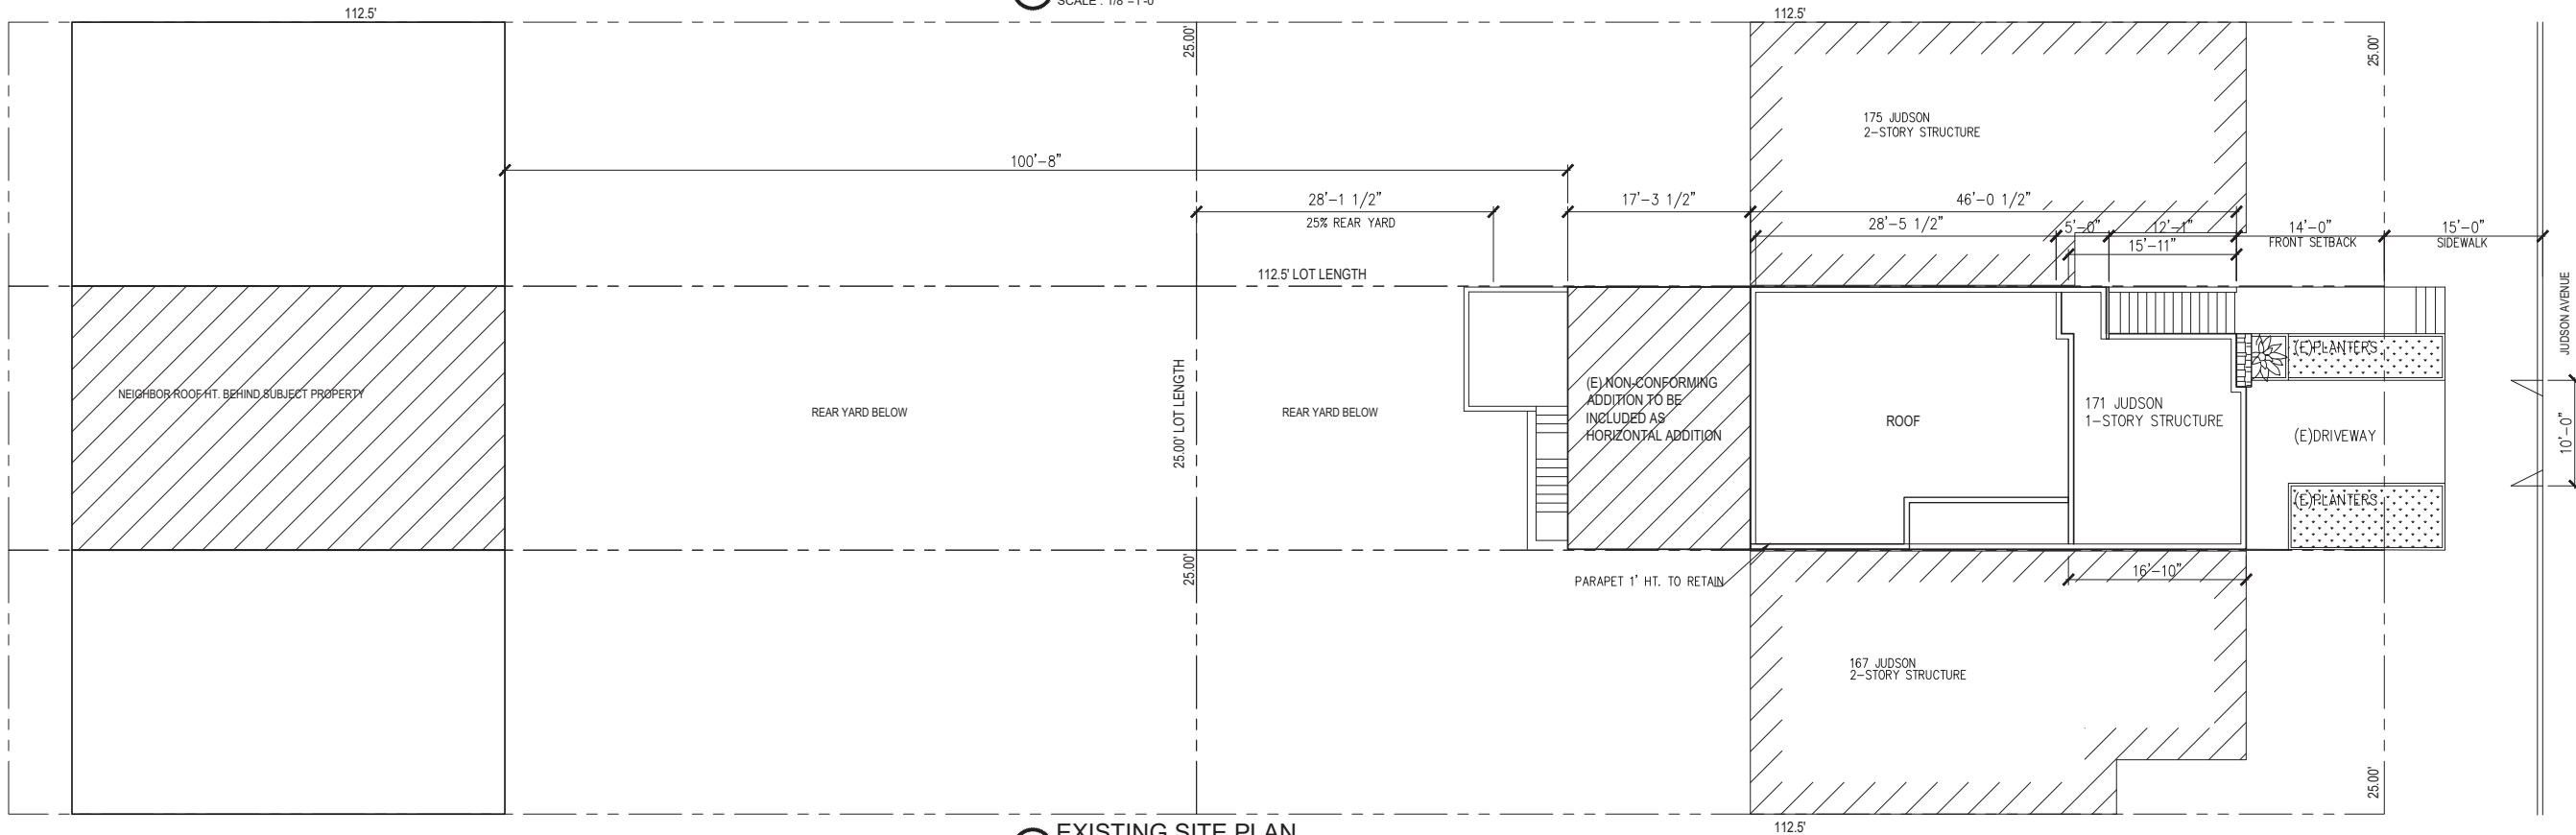 SCALE : 1/8"=1'-0"
112.5'
112.5'
25.00'
25.00'
175 JUDSON
2-STORY STRUCTURE
100'-8"
28'-1 1/2"
25% REAR YARD
17'-3 1/2"
46'-0 1/2"
28'-5 1/2"
5'-0"
12'-1"
15'-11"
14'-0"
FRONT SETBACK
15'-0"
SIDEWALK
112.5' LOT LENGTH
JUDSON AVENUE
NEIGHBOR ROOF HT. BEHIND SUBJECT PROPERTY
REAR YARD BELOW
25.00' LOT LENGTH
REAR YARD BELOW
(E) NON-CONFORMING
ADDITION TO BE
INCLUDED AS
HORIZONTAL ADDITION
ROOF
171 JUDSON
1-STORY STRUCTURE
(E)PLANTERS
(E)DRIVEWAY
10'-0"
(E)PLANTERS
25.00'
PARAPET 1' HT. TO RETAIN
16'-10"
167 JUDSON
2-STORY STRUCTURE
25.00'
EXISTING SITE PLAN
112.5'